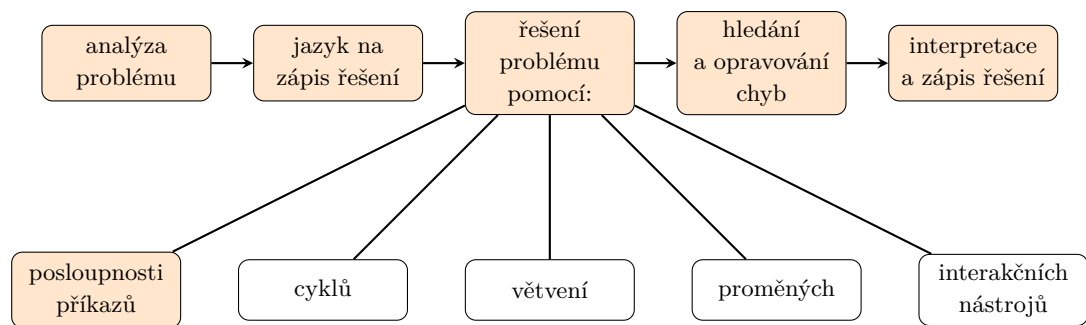 analýza
problému
jazyk na
zápis řešení
řešení
problému
pomocí:
hledání
a opravování
chyb
interpretace
a zápis řešení
posloupnosti
příkazů
cyklů
větvení
proměných
interakčních
nástrojů